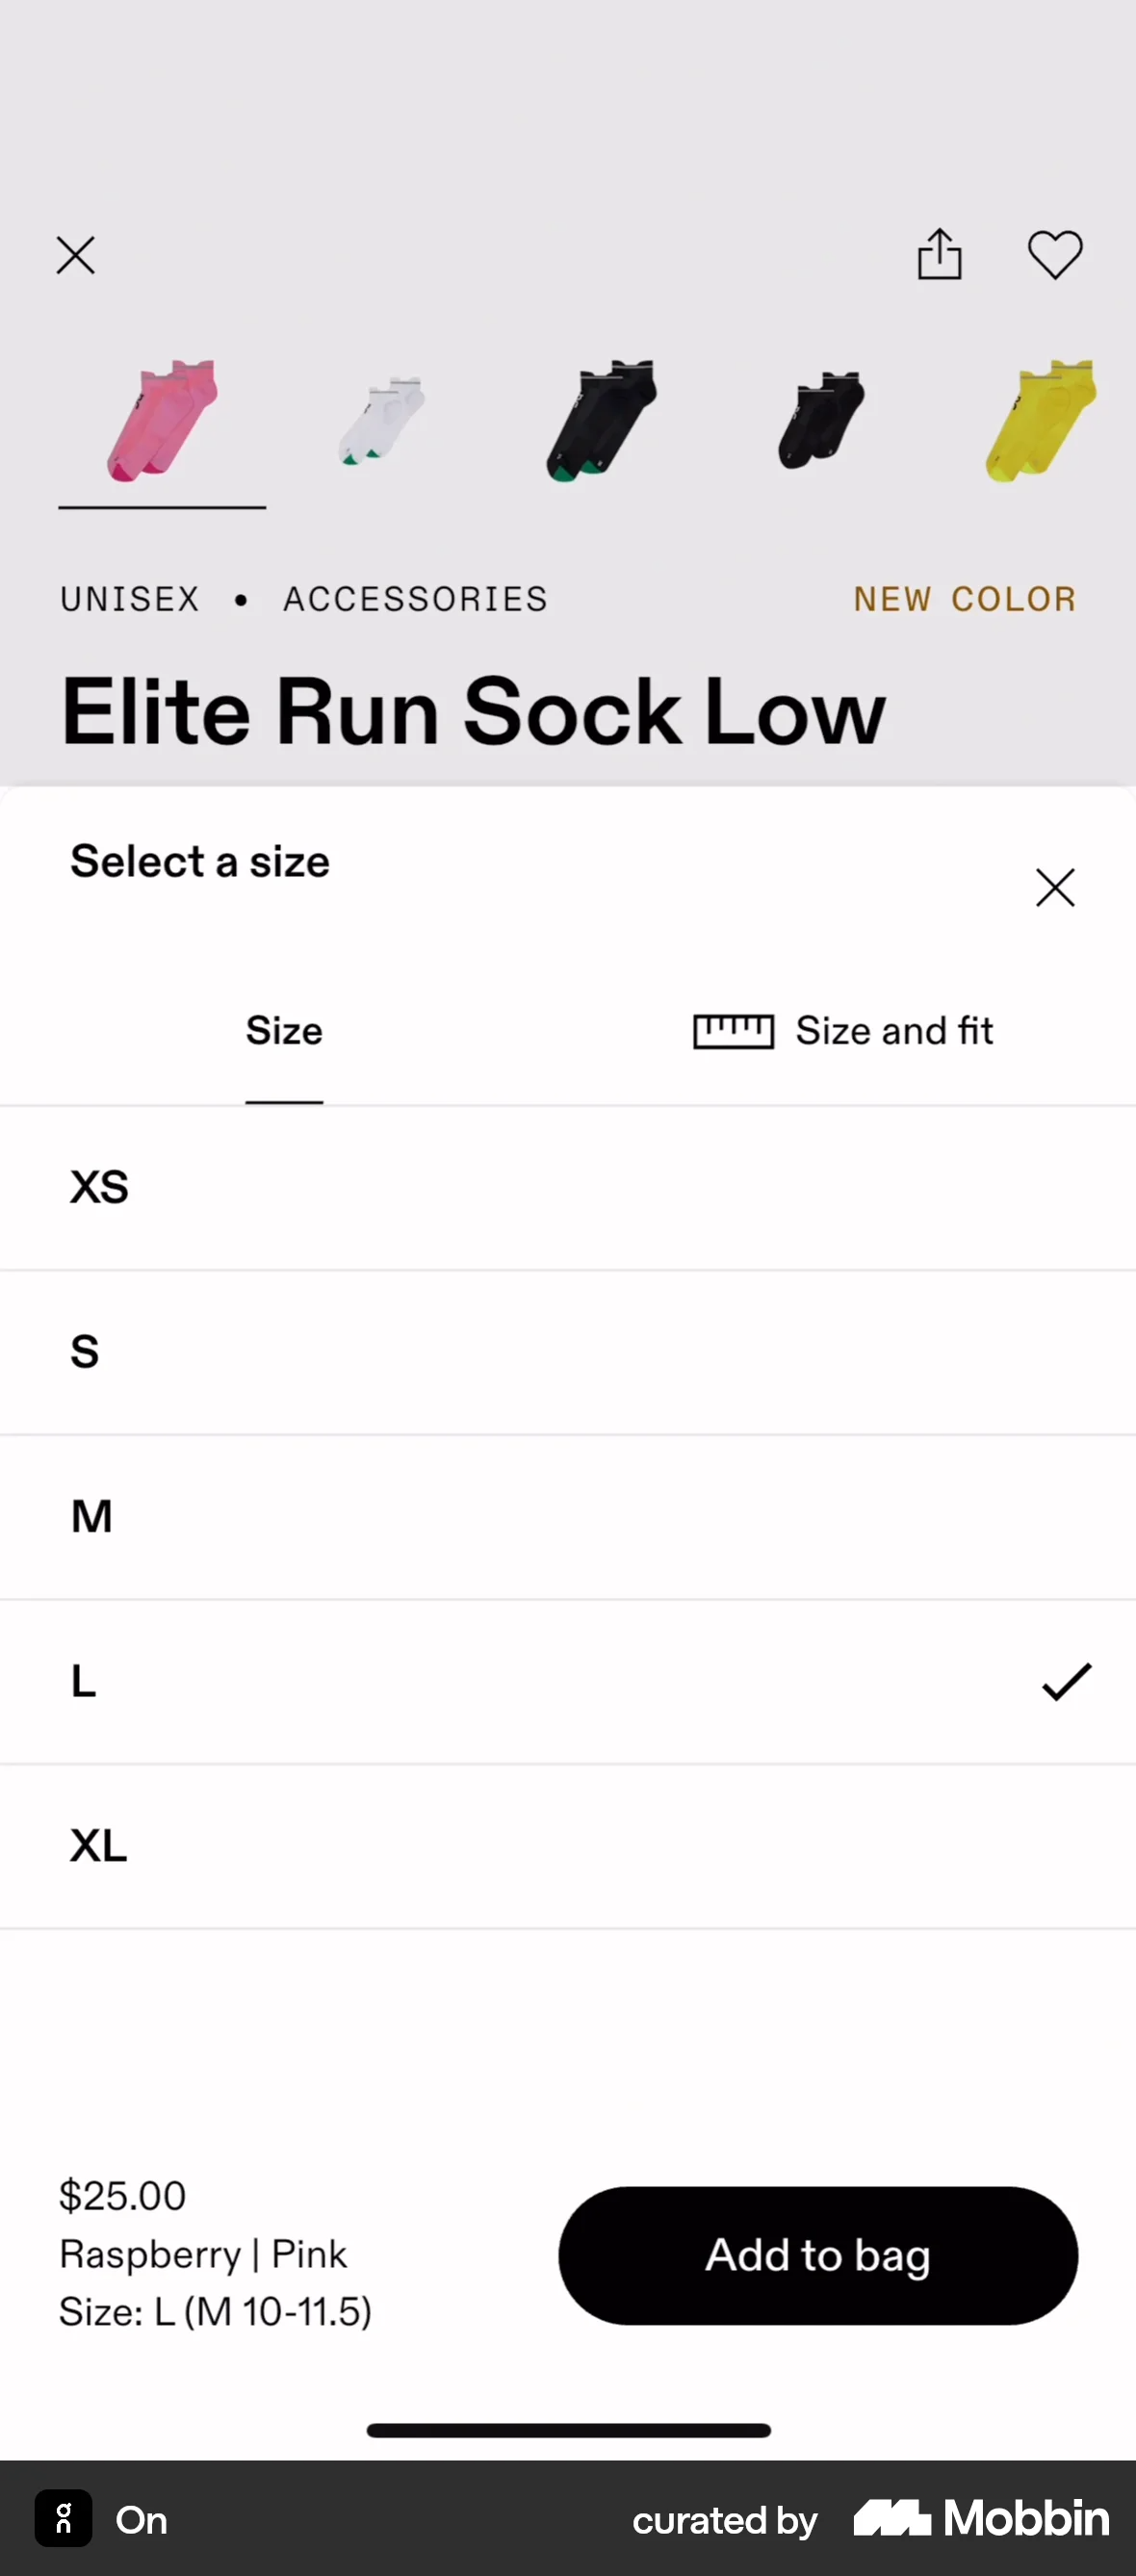 UNISEX • ACCESSORIES
NEW COLOR
Elite Run Sock Low
Select a size
Size
Size and fit
XS
S
M
L
XL
$25.00
Raspberry | Pink
Size: L (M 10-11.5)
Add to bag
On
curated by Mobbin